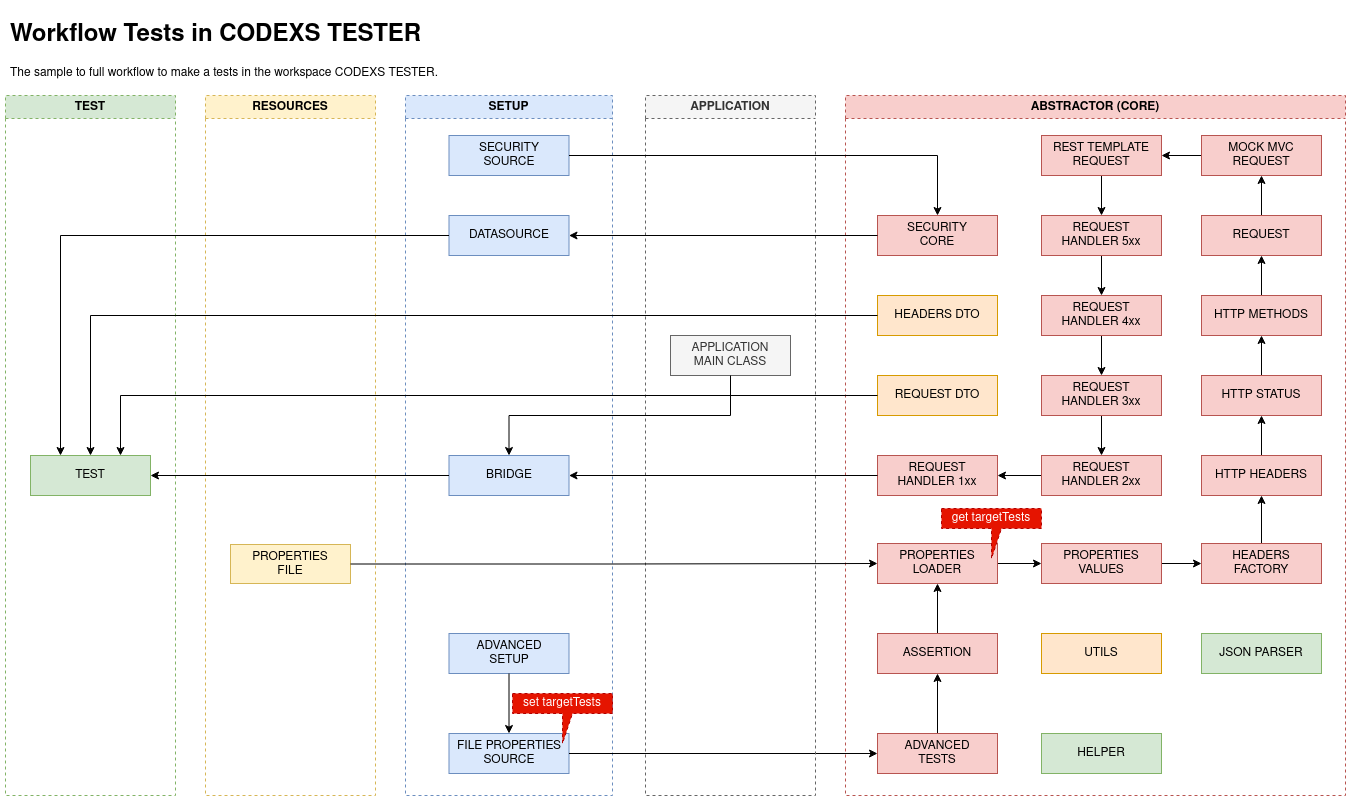 Workflow Tests in CODEXS TESTER
The sample to full workflow to make a tests in the workspace CODEXS TESTER.
TEST
RESOURCES
SETUP
APPLICATION
ABSTRACTOR (CORE)
SECURITY
SOURCE
REST TEMPLATE
REQUEST
MOCK MVC
REQUEST
DATASOURCE
SECURITY
CORE
REQUEST
HANDLER 5xx
REQUEST
HEADERS DTO
REQUEST
HANDLER 4xx
HTTP METHODS
APPLICATION
MAIN CLASS
REQUEST DTO
REQUEST
HANDLER 3xx
HTTP STATUS
TEST
BRIDGE
REQUEST
HANDLER 1xx
REQUEST
HANDLER 2xx
HTTP HEADERS
get targetTests
PROPERTIES
FILE
PROPERTIES
LOADER
PROPERTIES
VALUES
HEADERS
FACTORY
ADVANCED
SETUP
ASSERTION
UTILS
JSON PARSER
set targetTests
FILE PROPERTIES
SOURCE
ADVANCED
TESTS
HELPER